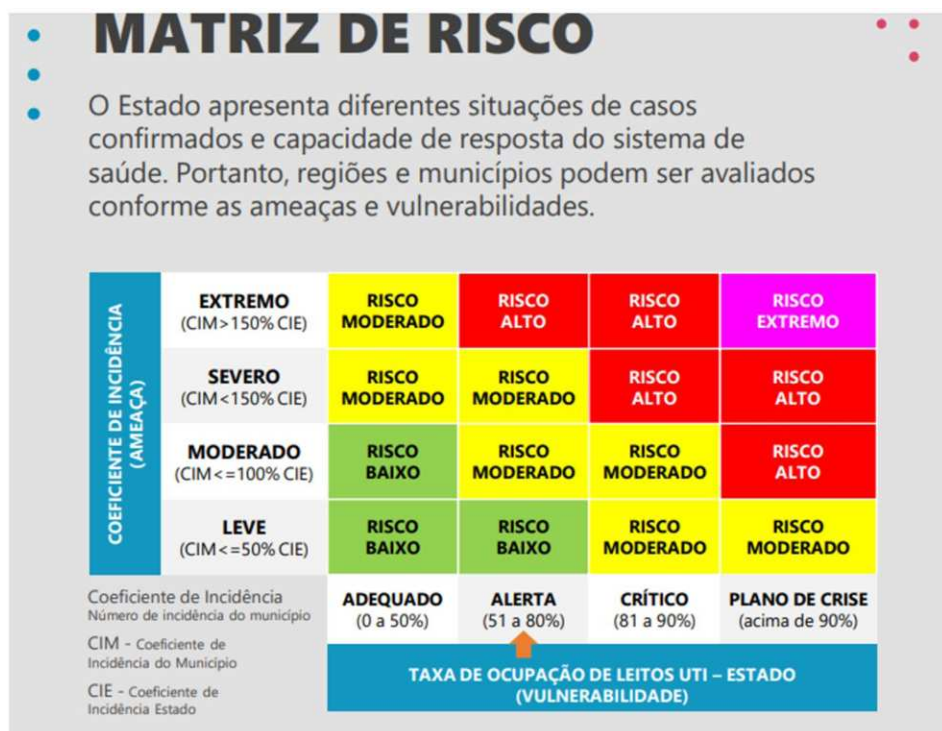 MATRIZ DE RISCO
O Estado apresenta diferentes situações de casos
confirmados e capacidade de resposta do sistema de
saúde. Portanto, regiões e municípios podem ser avaliados
conforme as ameaças e vulnerabilidades.
COEFICIENTE DE INCIDÊNCIA
(AMEAÇA)
EXTREMO
(CIM>150% CIE)
RISCO
MODERADO
RISCO
ALTO
RISCO
ALTO
RISCO
EXTREMO
SEVERO
(CIM<150% CIE)
RISCO
MODERADO
RISCO
MODERADO
RISCO
ALTO
RISCO
ALTO
MODERADO
(CIM<=100% CIE)
RISCO
BAIXO
RISCO
MODERADO
RISCO
MODERADO
RISCO
ALTO
LEVE
(CIM<=50% CIE)
RISCO
BAIXO
RISCO
BAIXO
RISCO
MODERADO
RISCO
MODERADO
ADEQUADO
(0 a 50%)
ALERTA
(51 a 80%)
CRÍTICO
(81 a 90%)
PLANO DE CRISE
(acima de 90%)
TAXA DE OCUPAÇÃO DE LEITOS UTI – ESTADO
(VULNERABILIDADE)
Coeficiente de Incidência
Número de incidência do município
CIM - Coeficiente de
Incidência do Município
CIE - Coeficiente de
Incidência Estado